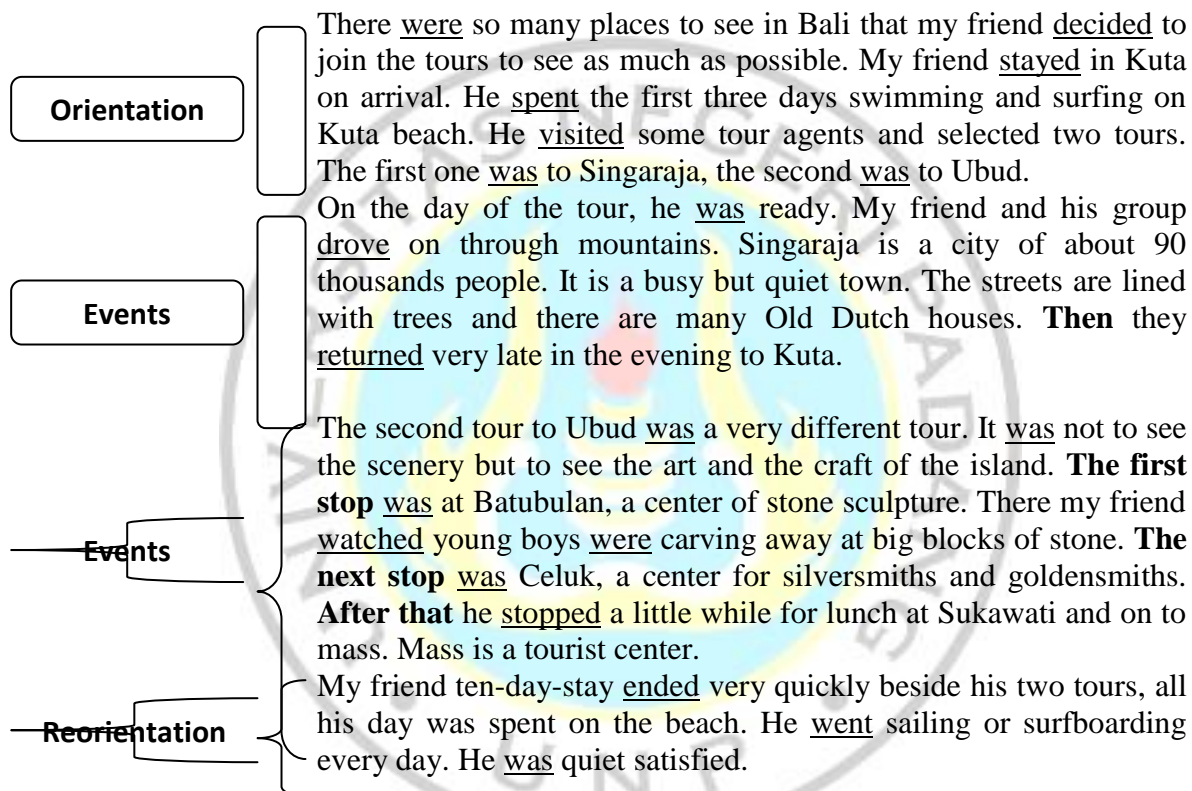 There were so many places to see in Bali that my friend decided to
join the tours to see as much as possible. My friend stayed in Kuta
Orientation
on arrival. He spent the first three days swimming and surfing on
Kuta beach. He visited some tour agents and selected two tours.
The first one was to Singaraja, the second was to Ubud.
On the day of the tour, he was ready. My friend and his group
drove on through mountains. Singaraja is a city of about 90
thousands people. It is a busy but quiet town. The streets are lined
Events
with trees and there are many Old Dutch houses. Then they
returned very late in the evening to Kuta.
The second tour to Ubud was a very different tour. It was not to see
the scenery but to see the art and the craft of the island. The first
stop was at Batubulan, a center of stone sculpture. There my friend
Events
watched young boys were carving away at big blocks of stone. The
next stop was Celuk, a center for silversmiths and goldensmiths.
After that he stopped a little while for lunch at Sukawati and on to
mass. Mass is a tourist center.
My friend ten-day-stay ended very quickly beside his two tours, all
Reorientation
his day was spent on the beach. He went sailing or surfboarding
every day. He was quiet satisfied.
UNIVERSITAS NEGERI PADANG
UNP